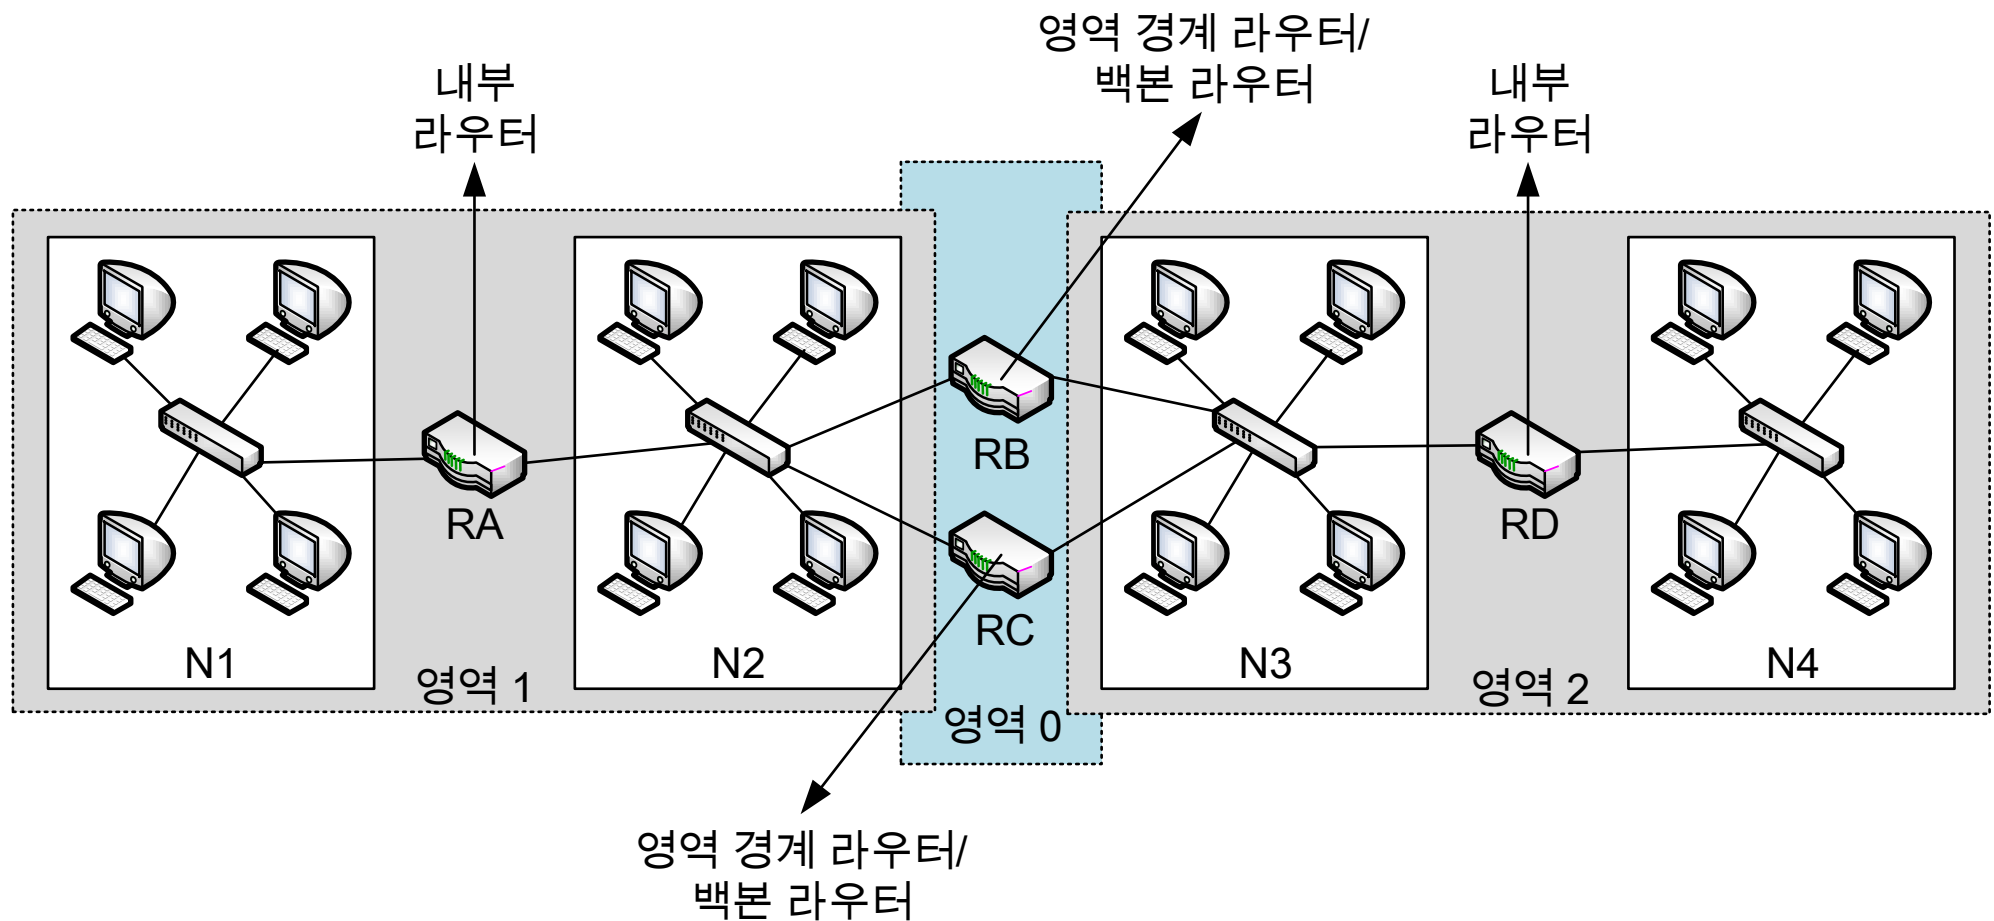 영역 경계 라우터/
백본 라우터
내부
라우터
내부
라우터
RB
RA
RD
RC
N1
영역 1
N2
N3
영역 2
N4
영역 0
영역 경계 라우터/
백본 라우터